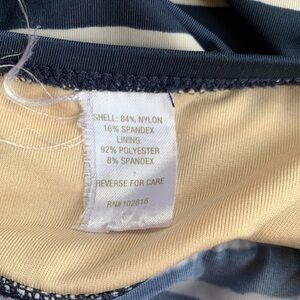 SHELL: 84% NYLON
16% SPANDEX
LINING
92% POLYESTER
8% SPANDEX
REVERSE FOR CARE
RN#102816